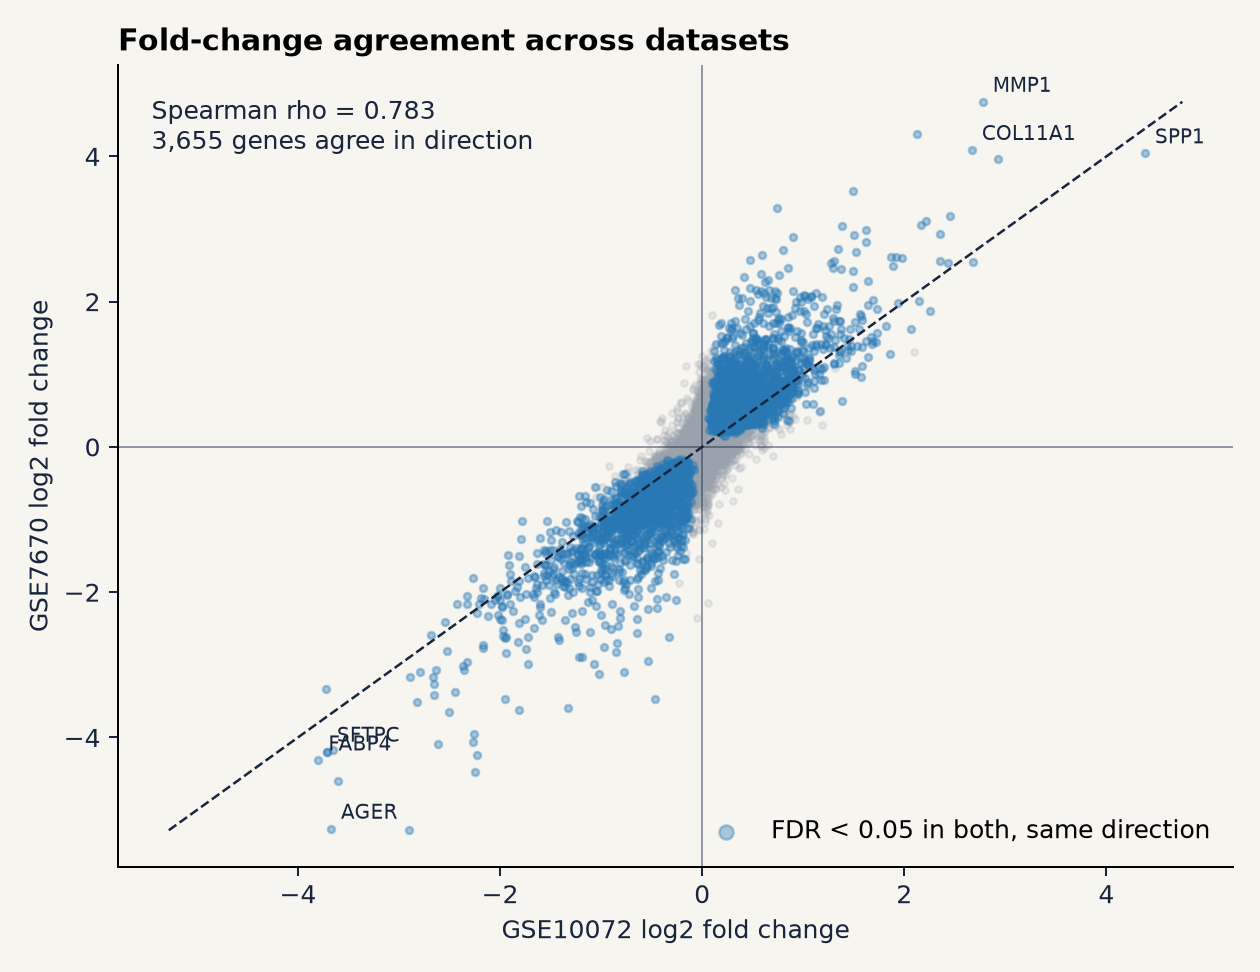 Fold-change agreement across datasets
Spearman rho = 0.783
3,655 genes agree in direction
MMP1
COL11A1
SPP1
SFTPC
FABP4
AGER
FDR < 0.05 in both, same direction
4
2
0
−2
−4
GSE7670 log2 fold change
−4
−2
0
2
4
GSE10072 log2 fold change